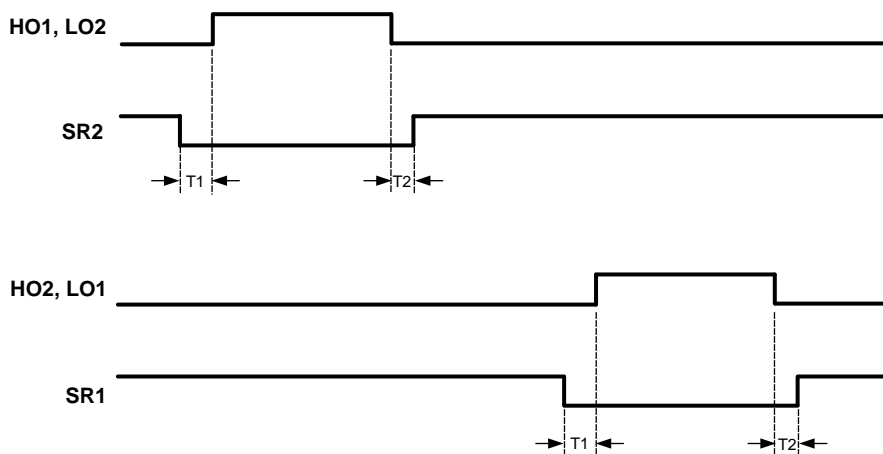 HO1, LO2
SR2
T1
T2
HO2, LO1
SR1
T1
T2